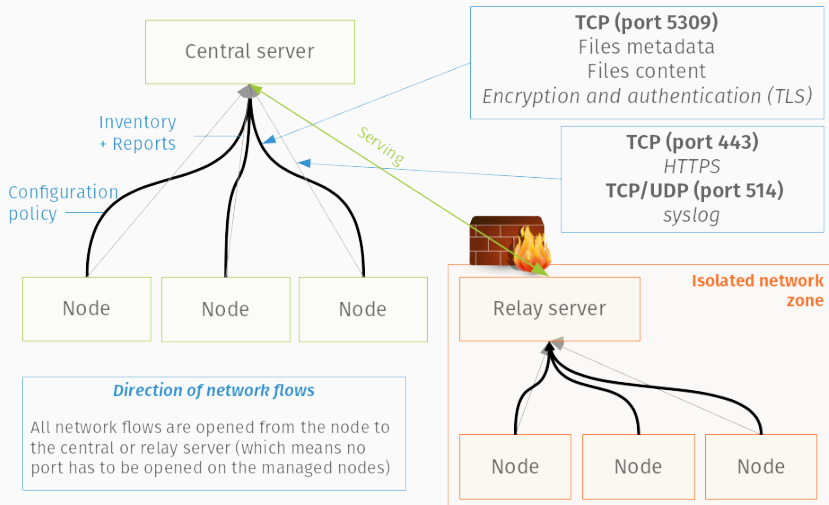 Central server
TCP (port 5309)
Files metadata
Files content
Encryption and authentication (TLS)
Inventory
+ Reports
Serving
TCP (port 443)
HTTPS
TCP/UDP (port 514)
syslog
Configuration
policy
Node
Node
Node
Isolated network
zone
Relay server
Direction of network flows
All network flows are opened from the node to
the central or relay server (which means no
port has to be opened on the managed nodes)
Node
Node
Node